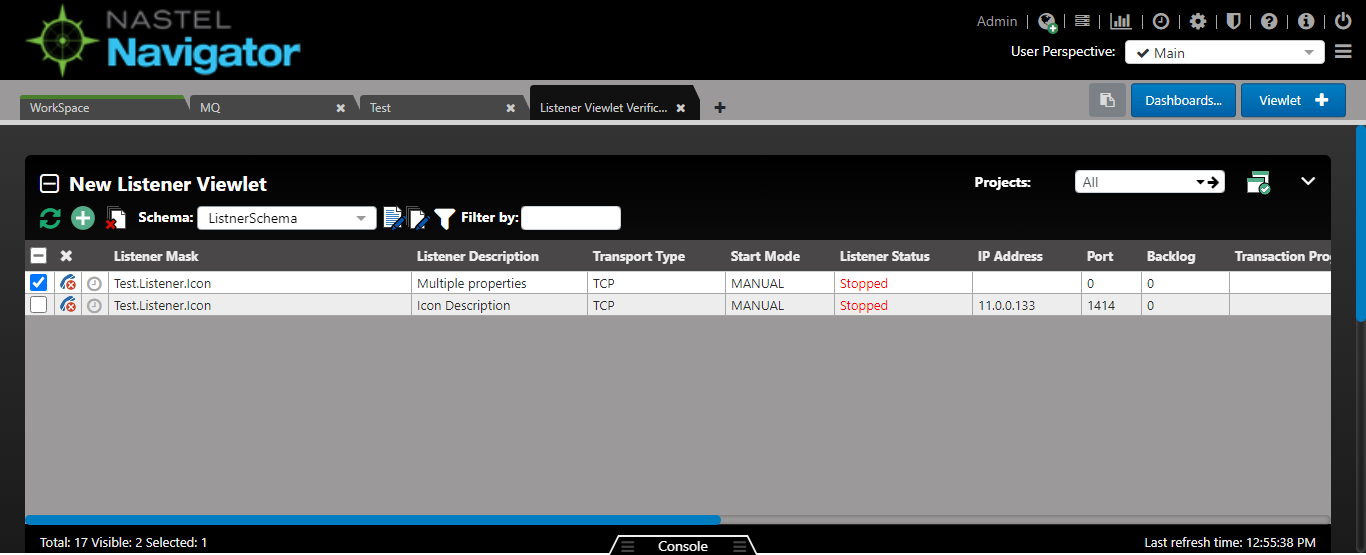 NASTEL
Navigator
Admin
User Perspective: Main
WorkSpace MQ Test Listener Viewlet Verific...
Dashboards... Viewlet
New Listener Viewlet
Projects: All
Schema: ListnerSchema Filter by:
Listener Mask Listener Description Transport Type Start Mode Listener Status IP Address Port Backlog Transaction Pro
Test.Listener.Icon Multiple properties TCP MANUAL Stopped 0 0
Test.Listener.Icon Icon Description TCP MANUAL Stopped 11.0.0.133 1414 0
Total: 17 Visible: 2 Selected: 1 Console Last refresh time: 12:55:38 PM